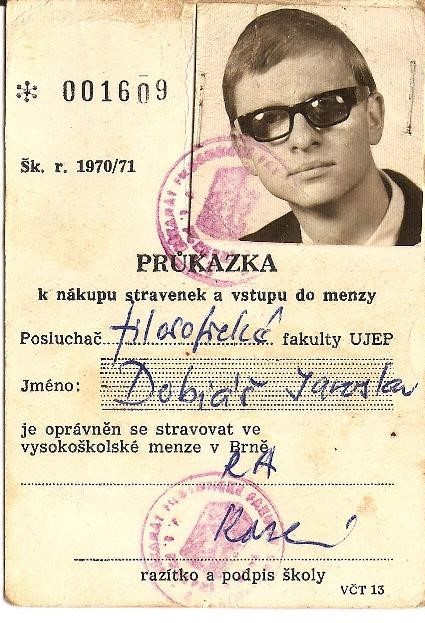 ✻ 001609
Šk. r. 1970/71
PRŮKAZKA
k nákupu stravenek a vstupu do menzy
Posluchač filosofické fakulty UJEP
Jméno: Dobiáš Jaroslav
je oprávněn se stravovat ve
vysokoškolské menze v Brně
RA
razítko a podpis školy
VČT 13